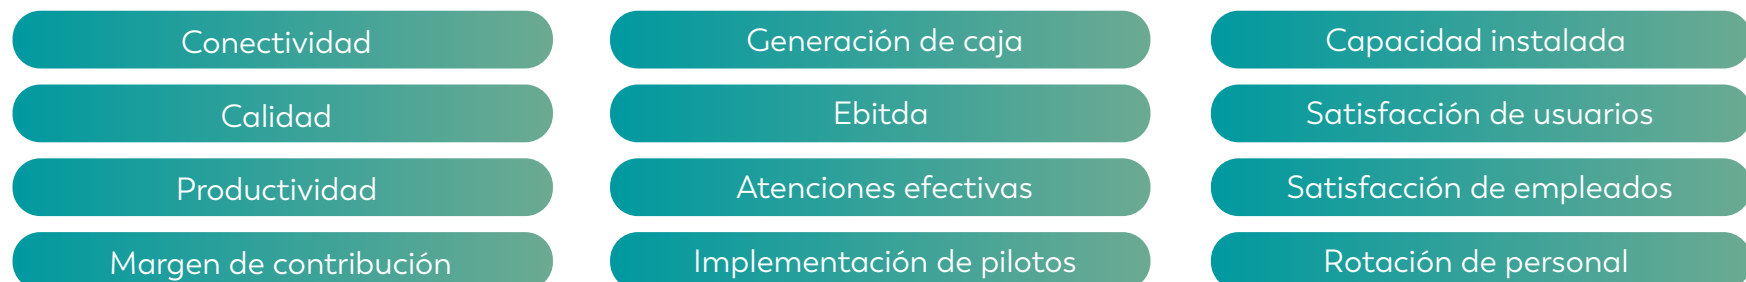 Conectividad
Calidad
Productividad
Margen de contribución
Generación de caja
Ebitda
Atenciones efectivas
Implementación de pilotos
Capacidad instalada
Satisfacción de usuarios
Satisfacción de empleados
Rotación de personal